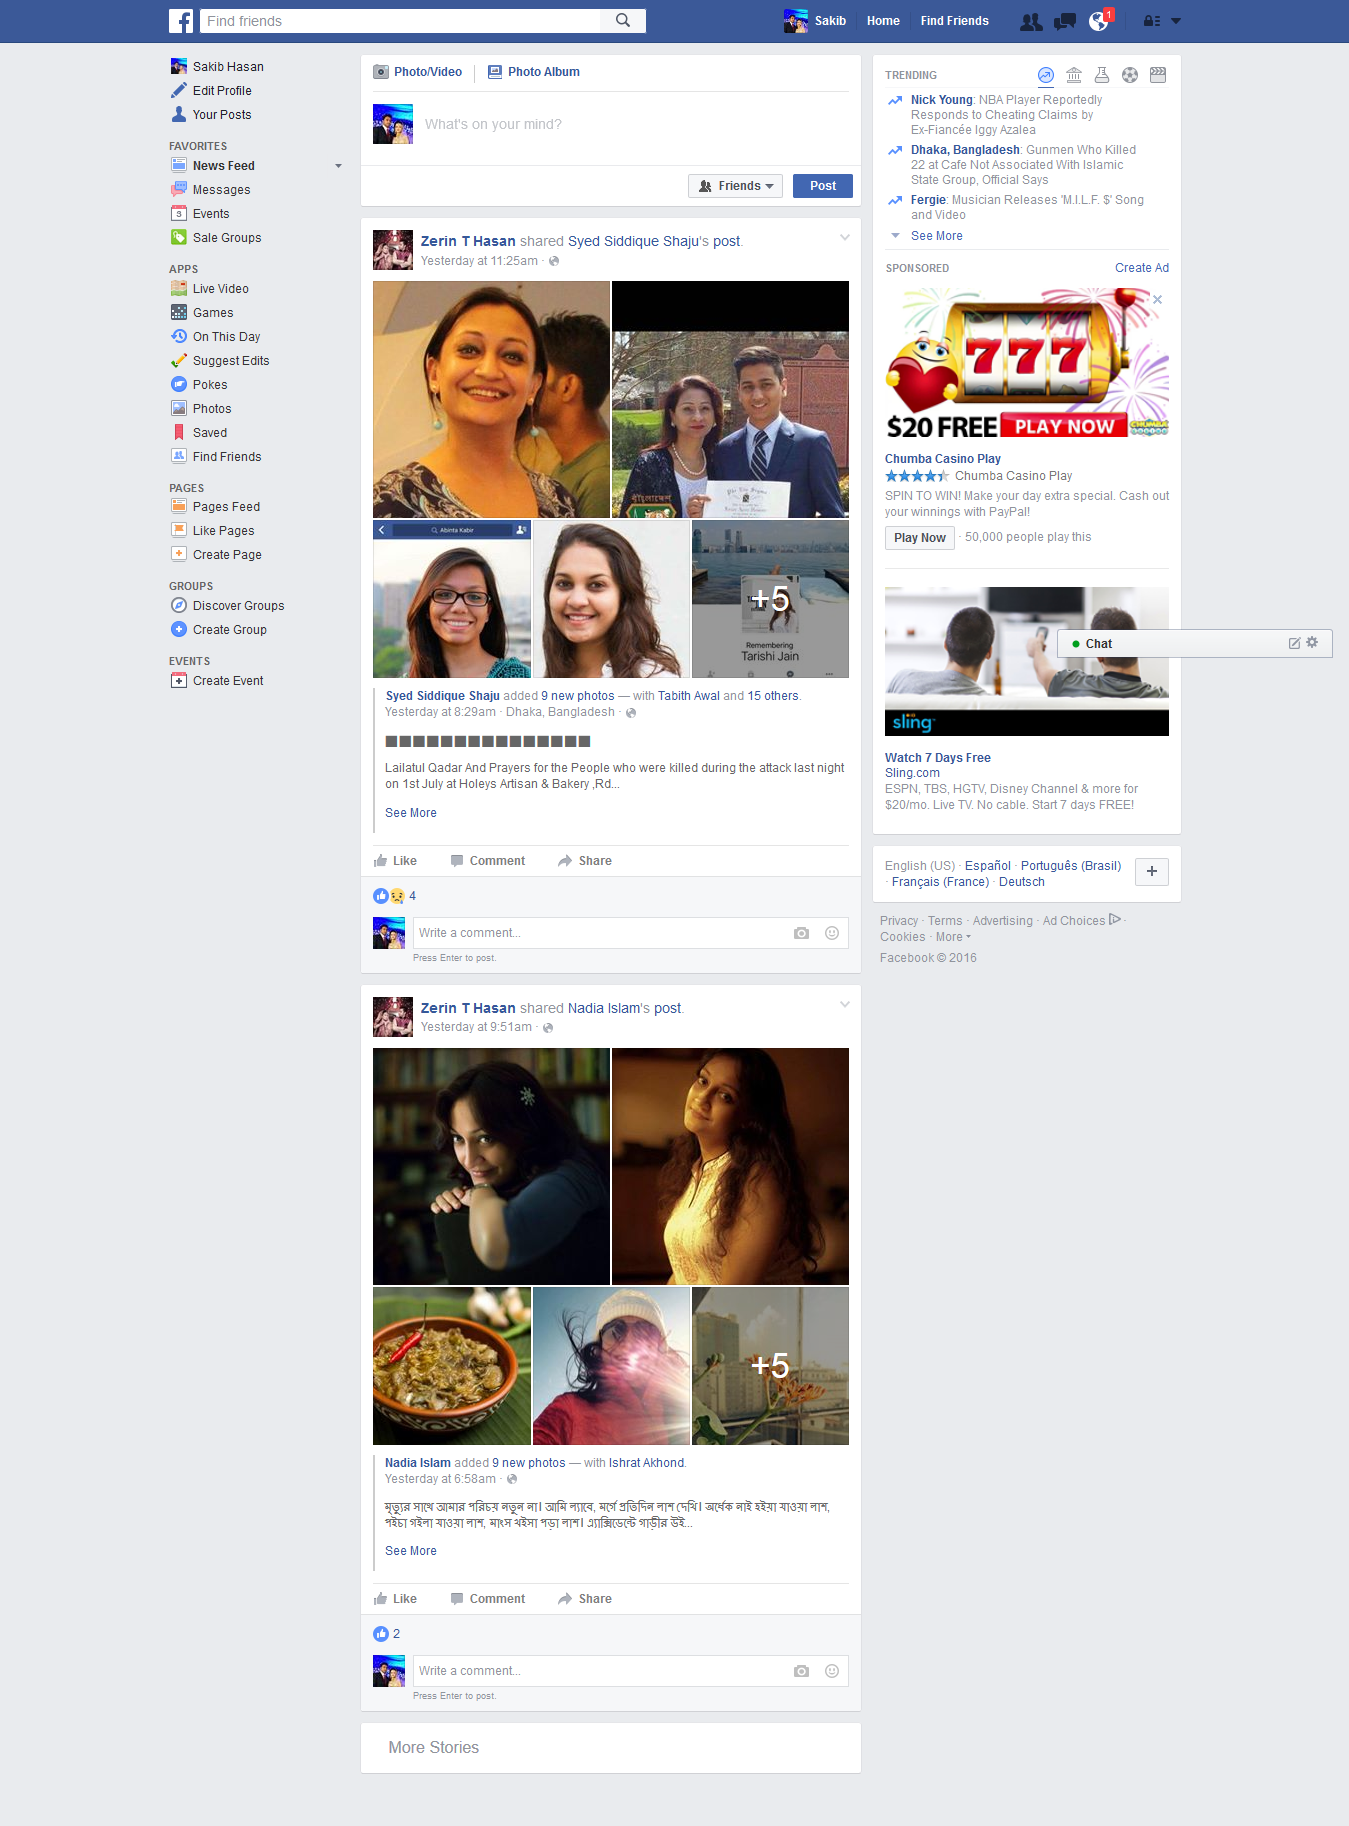 Find friends
Sakib
Home
Find Friends
1
Sakib Hasan
Edit Profile
Your Posts
FAVORITES
News Feed
Messages
3
Events
Sale Groups
APPS
Live Video
Games
On This Day
Suggest Edits
Pokes
Photos
Saved
Find Friends
PAGES
Pages Feed
Like Pages
Create Page
GROUPS
Discover Groups
Create Group
EVENTS
Create Event
Photo/Video
Photo Album
What's on your mind?
Friends
Post
Zerin T Hasan shared Syed Siddique Shaju's post.
Yesterday at 11:25am ·
Abinta Kabir
+5
Remembering
Tarishi Jain
Syed Siddique Shaju added 9 new photos — with Tabith Awal and 15 others.
Yesterday at 8:29am · Dhaka, Bangladesh ·
■■■■■■■■■■■■■■■
Lailatul Qadar And Prayers for the People who were killed during the attack last night
on 1st July at Holeys Artisan & Bakery ,Rd...
See More
Like Comment Share
4
Write a comment...
Press Enter to post.
Zerin T Hasan shared Nadia Islam's post.
Yesterday at 9:51am ·
+5
Nadia Islam added 9 new photos — with Ishrat Akhond.
Yesterday at 6:58am ·
মৃত্যুর সাথে আমার পরিচয় নতুন না। আমি ল্যাবে, মর্গে প্রতিদিন লাশ দেখি। অর্ধেক নাই হইয়া যাওয়া লাশ,
পইচা গইলা যাওয়া লাশ, মাংস খইসা পড়া লাশ। এ্যাক্সিডেন্টে গাড়ীর উই...
See More
Like Comment Share
2
Write a comment...
Press Enter to post.
More Stories
TRENDING
Nick Young: NBA Player Reportedly
Responds to Cheating Claims by
Ex-Fiancée Iggy Azalea
Dhaka, Bangladesh: Gunmen Who Killed
22 at Cafe Not Associated With Islamic
State Group, Official Says
Fergie: Musician Releases 'M.I.L.F. $' Song
and Video
See More
SPONSORED
Create Ad
777
$20 FREE PLAY NOW CHUMBA
Chumba Casino Play
Chumba Casino Play
SPIN TO WIN! Make your day extra special. Cash out
your winnings with PayPal!
Play Now · 50,000 people play this
Chat
sling
Watch 7 Days Free
Sling.com
ESPN, TBS, HGTV, Disney Channel & more for
$20/mo. Live TV. No cable. Start 7 days FREE!
English (US) · Español · Português (Brasil)
· Français (France) · Deutsch
+
Privacy · Terms · Advertising · Ad Choices ·
Cookies · More
Facebook © 2016